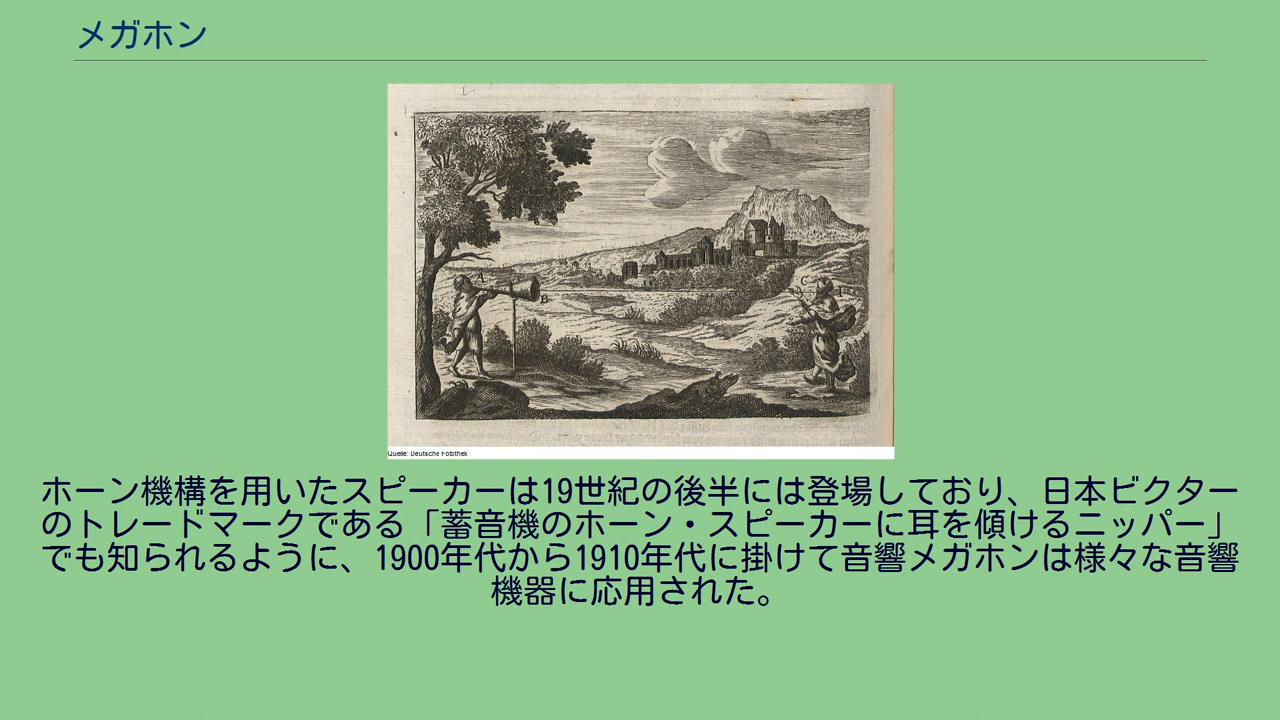 メガホン
A
B
C
Quelle: Deutsche Fotothek
ホーン機構を用いたスピーカーは19世紀の後半には登場しており、日本ビクター
のトレードマークである「蓄音機のホーン・スピーカーに耳を傾けるニッパー」
でも知られるように、1900年代から1910年代に掛けて音響メガホンは様々な音響
機器に応用された。